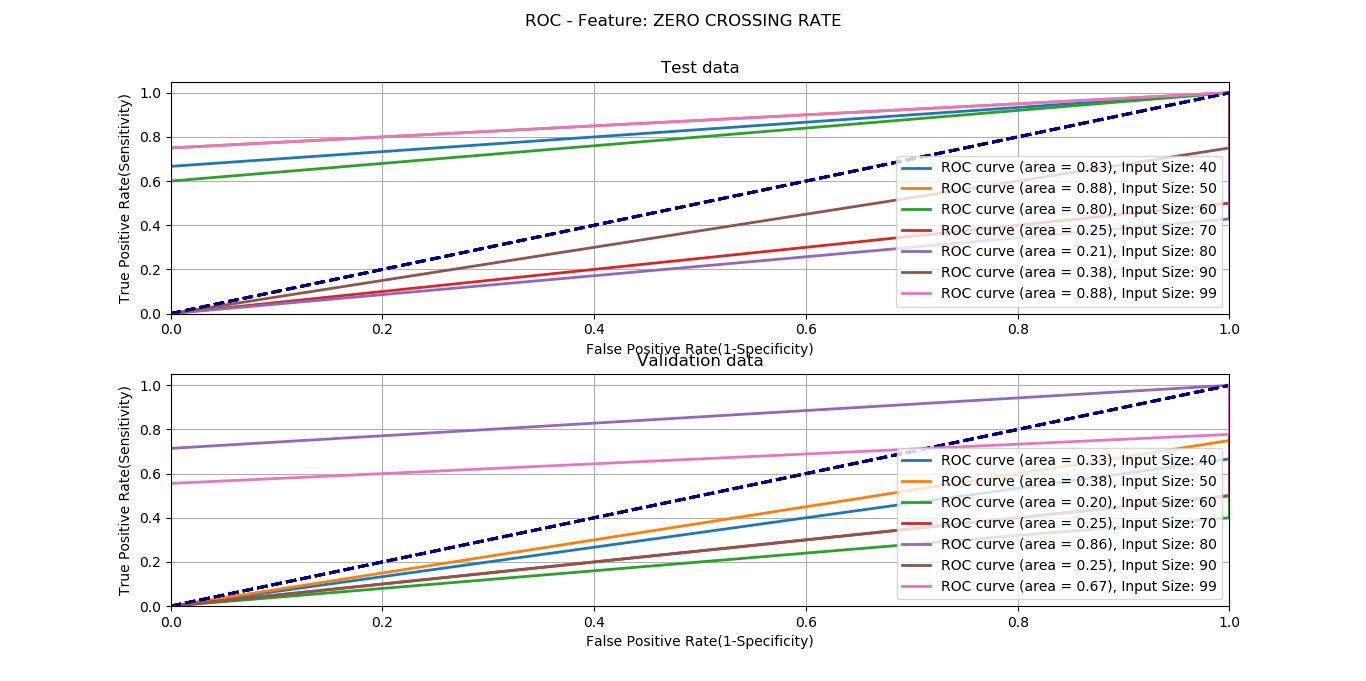 ROC - Feature: ZERO CROSSING RATE
Test data
True Positive Rate(Sensitivity)
1.0
0.8
0.6
0.4
0.2
0.0
ROC curve (area = 0.83), Input Size: 40
ROC curve (area = 0.88), Input Size: 50
ROC curve (area = 0.80), Input Size: 60
ROC curve (area = 0.25), Input Size: 70
ROC curve (area = 0.21), Input Size: 80
ROC curve (area = 0.38), Input Size: 90
ROC curve (area = 0.88), Input Size: 99
0.0 0.2 0.4 0.6 0.8 1.0
False Positive Rate(1-Specificity)
Validation data
True Positive Rate(Sensitivity)
1.0
0.8
0.6
0.4
0.2
0.0
ROC curve (area = 0.33), Input Size: 40
ROC curve (area = 0.38), Input Size: 50
ROC curve (area = 0.20), Input Size: 60
ROC curve (area = 0.25), Input Size: 70
ROC curve (area = 0.86), Input Size: 80
ROC curve (area = 0.25), Input Size: 90
ROC curve (area = 0.67), Input Size: 99
0.0 0.2 0.4 0.6 0.8 1.0
False Positive Rate(1-Specificity)